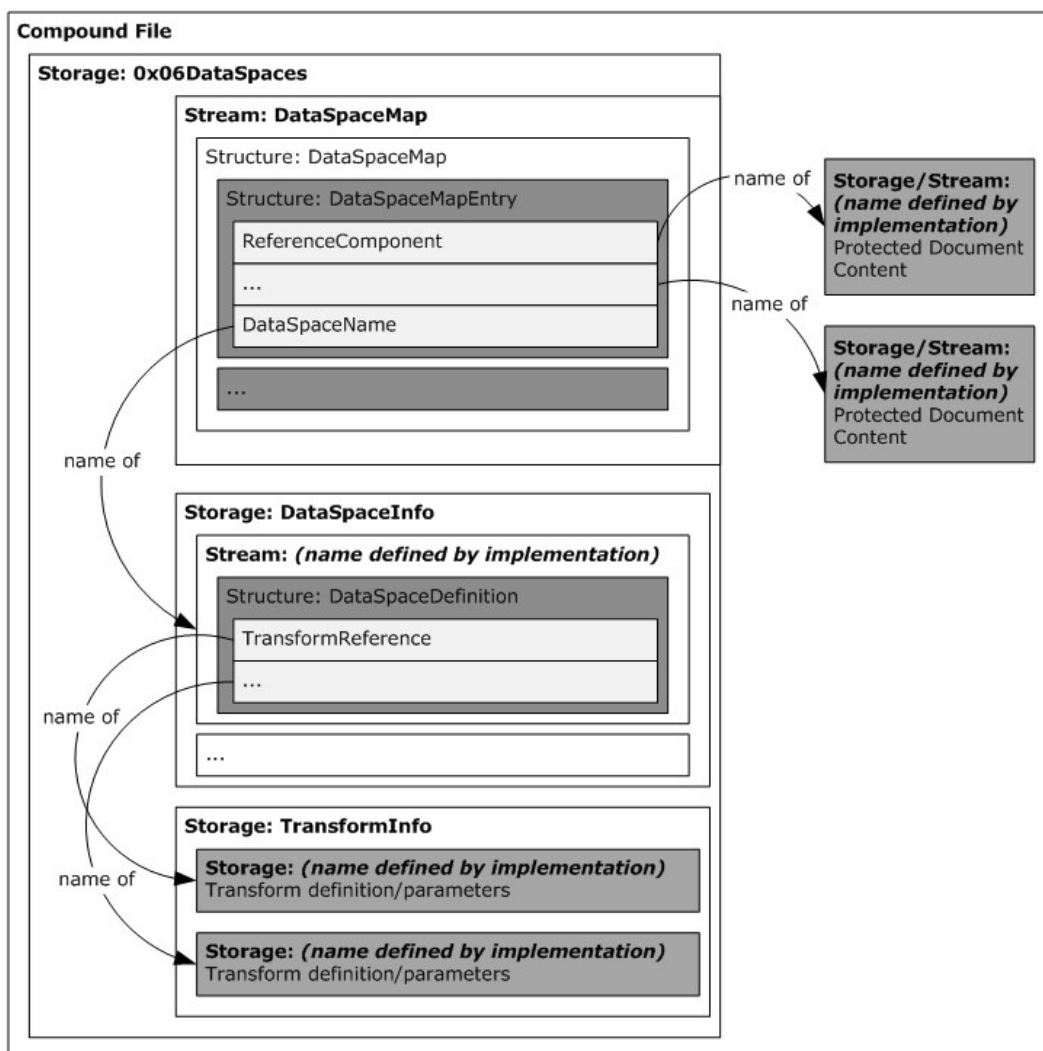 Compound File
Storage: 0x06DataSpaces
Stream: DataSpaceMap
Structure: DataSpaceMap
Structure: DataSpaceMapEntry
ReferenceComponent
...
DataSpaceName
...
name of
Storage/Stream:
(name defined by
implementation)
Protected Document
Content
name of
Storage/Stream:
(name defined by
implementation)
Protected Document
Content
name of
Storage: DataSpaceInfo
Stream: (name defined by implementation)
Structure: DataSpaceDefinition
TransformReference
...
...
name of
name of
Storage: TransformInfo
Storage: (name defined by implementation)
Transform definition/parameters
Storage: (name defined by implementation)
Transform definition/parameters